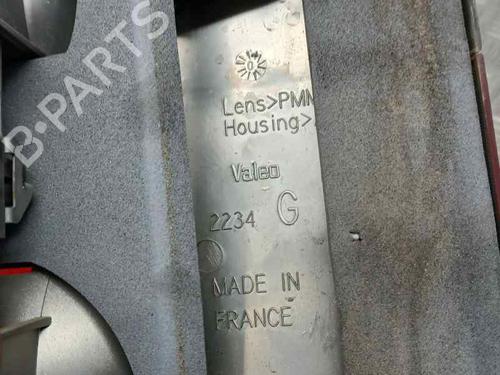 B-PARTS
Lens>PMM
Housing>
Valeo
2234 G
MADE IN
FRANCE